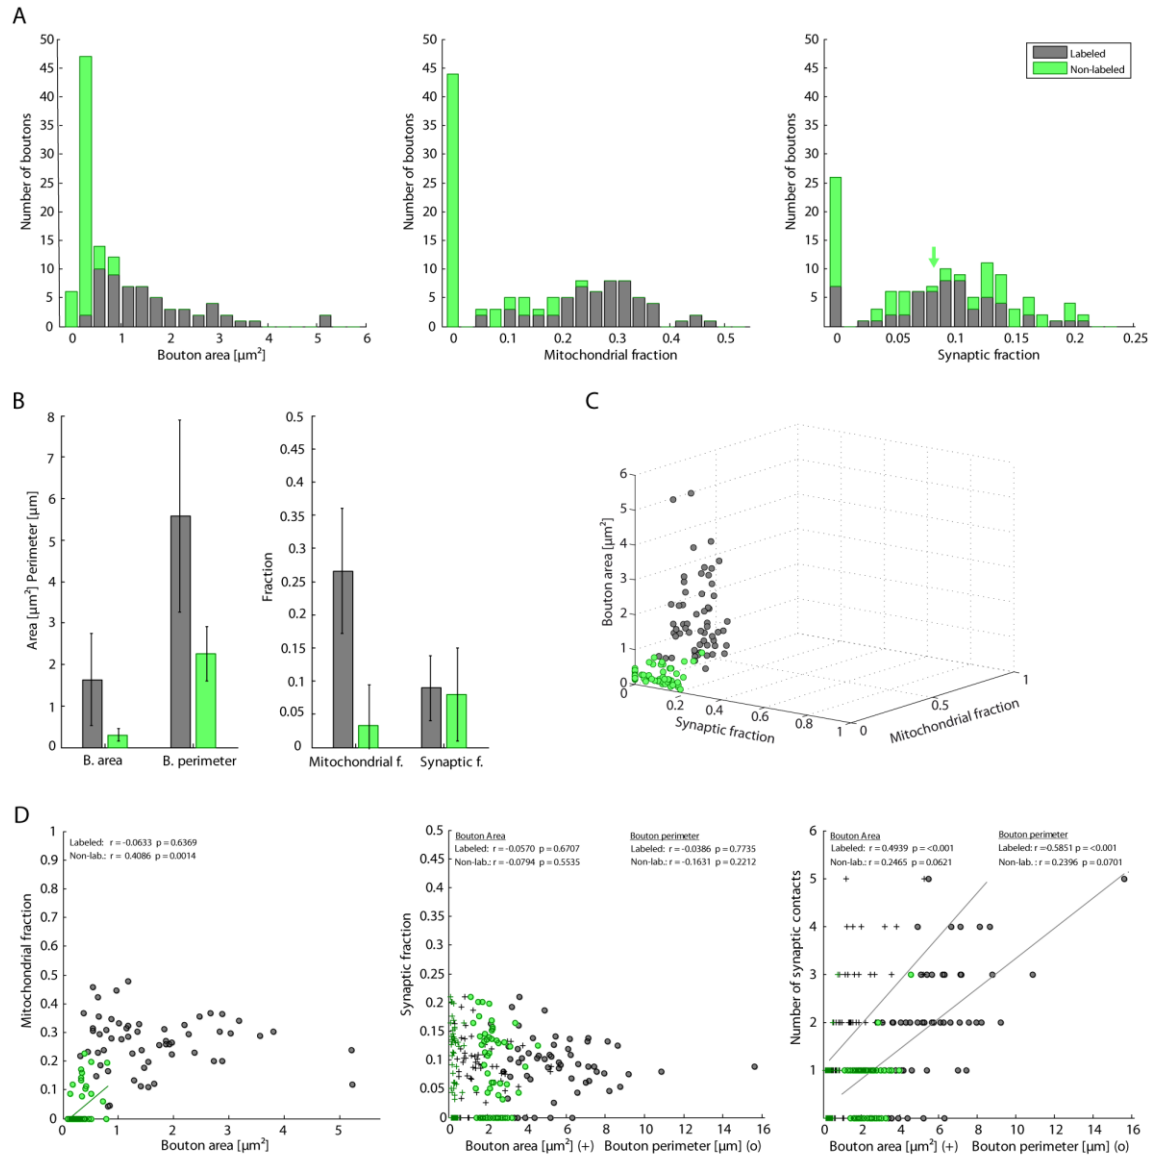 A
50
45
40
35
30
25
20
15
10
5
0
Number of boutons
0 1 2 3 4 5 6
Bouton area [µm²]
50
45
40
35
30
25
20
15
10
5
0
Number of boutons
0 0.1 0.2 0.3 0.4 0.5
Mitochondrial fraction
50
45
40
35
30
25
20
15
10
5
0
Number of boutons
0 0.05 0.1 0.15 0.2 0.25
Synaptic fraction
Labeled
Non-labeled
B
8
7
6
5
4
3
2
1
0
Area [µm²] Perimeter [µm]
B. area B. perimeter
0.5
0.45
0.4
0.35
0.3
0.25
0.2
0.15
0.1
0.05
0
Fraction
Mitochondrial f. Synaptic f.
C
6
5
4
3
2
1
0
Bouton area [µm²]
0 0.2 0.4 0.6 0.8 1
Synaptic fraction
0 0.5 1
Mitochondrial fraction
D
1
0.9
0.8
0.7
0.6
0.5
0.4
0.3
0.2
0.1
0
Mitochondrial fraction
Labeled: r = -0.0633 p = 0.6369
Non-lab.: r = 0.4086 p = 0.0014
0 1 2 3 4 5
Bouton area [µm²]
0.5
0.45
0.4
0.35
0.3
0.25
0.2
0.15
0.1
0.05
0
Synaptic fraction
Bouton Area
Labeled: r = -0.0570 p = 0.6707
Non-lab.: r = -0.0794 p = 0.5535
Bouton perimeter
Labeled: r = -0.0386 p = 0.7735
Non-lab.: r = -0.1631 p = 0.2212
0 2 4 6 8 10 12 14 16
Bouton area [µm²] (+) Bouton perimeter [µm] (o)
5
4
3
2
1
0
Number of synaptic contacts
Bouton Area
Labeled: r = 0.4939 p = <0.001
Non-lab.: r = 0.2465 p = 0.0621
Bouton perimeter
Labeled: r =0.5851 p = <0.001
Non-lab. : r = 0.2396 p = 0.0701
0 2 4 6 8 10 12 14 16
Bouton area [µm²] (+) Bouton perimeter [µm] (o)